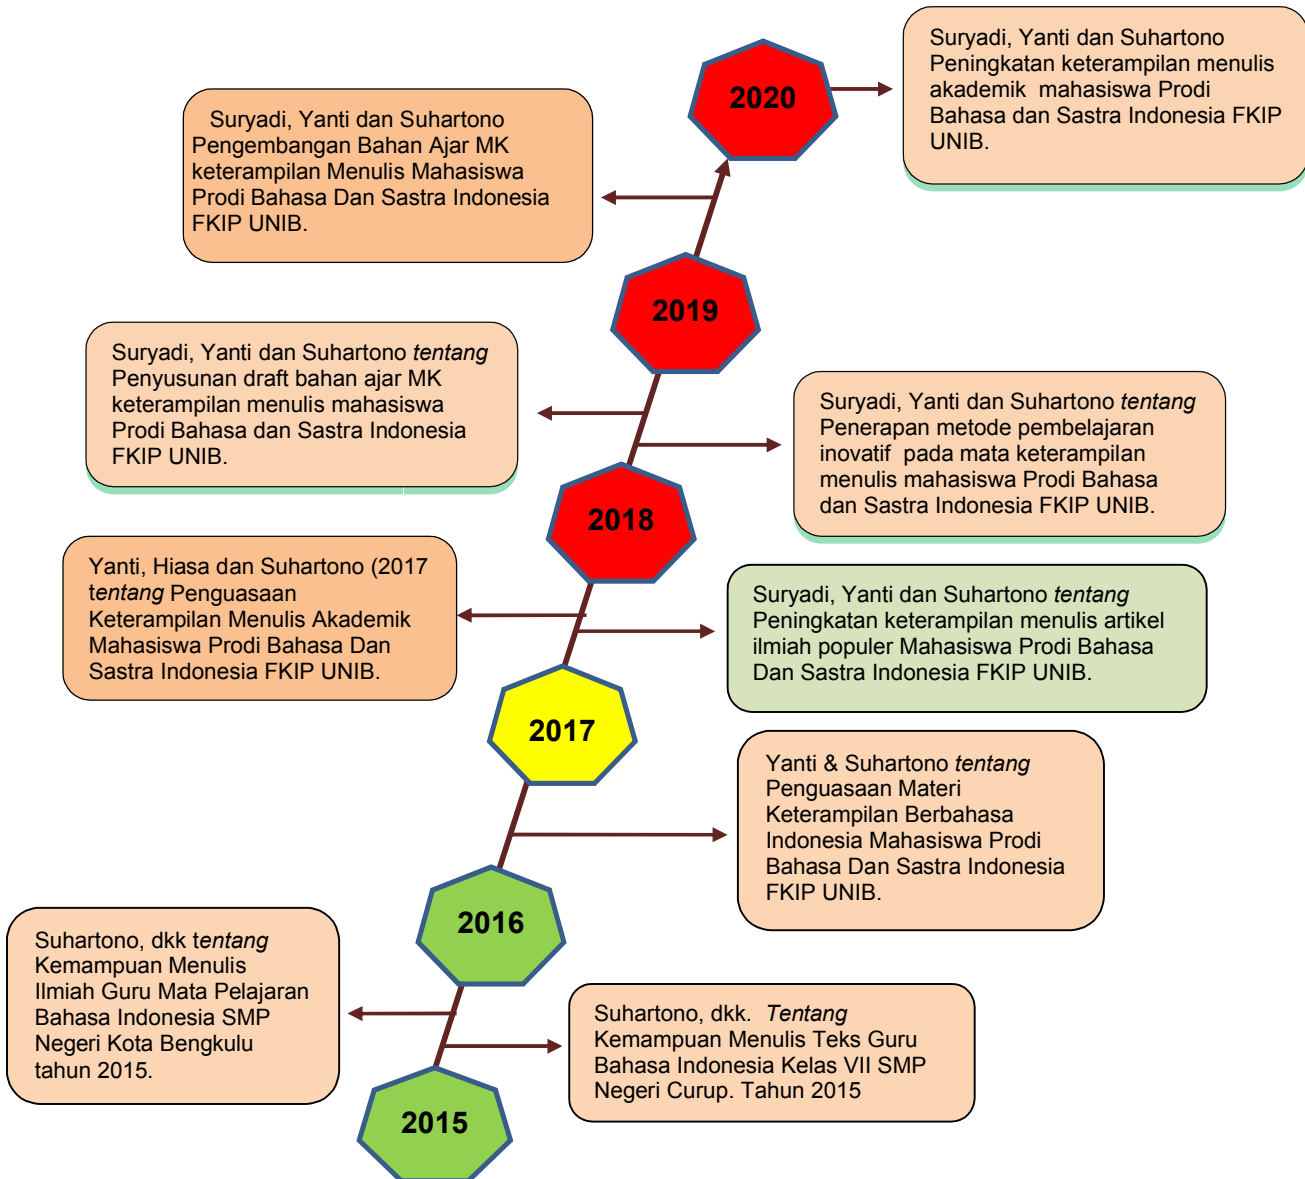 2020
Suryadi, Yanti dan Suhartono
Peningkatan keterampilan menulis
akademik mahasiswa Prodi
Bahasa dan Sastra Indonesia FKIP
UNIB.
Suryadi, Yanti dan Suhartono
Pengembangan Bahan Ajar MK
keterampilan Menulis Mahasiswa
Prodi Bahasa Dan Sastra Indonesia
FKIP UNIB.
2019
Suryadi, Yanti dan Suhartono tentang
Penyusunan draft bahan ajar MK
keterampilan menulis mahasiswa
Prodi Bahasa dan Sastra Indonesia
FKIP UNIB.
Suryadi, Yanti dan Suhartono tentang
Penerapan metode pembelajaran
inovatif pada mata keterampilan
menulis mahasiswa Prodi Bahasa
dan Sastra Indonesia FKIP UNIB.
2018
Yanti, Hiasa dan Suhartono (2017
tentang Penguasaan
Keterampilan Menulis Akademik
Mahasiswa Prodi Bahasa Dan
Sastra Indonesia FKIP UNIB.
Suryadi, Yanti dan Suhartono tentang
Peningkatan keterampilan menulis artikel
ilmiah populer Mahasiswa Prodi Bahasa
Dan Sastra Indonesia FKIP UNIB.
2017
Yanti & Suhartono tentang
Penguasaan Materi
Keterampilan Berbahasa
Indonesia Mahasiswa Prodi
Bahasa Dan Sastra Indonesia
FKIP UNIB.
2016
Suhartono, dkk tentang
Kemampuan Menulis
Ilmiah Guru Mata Pelajaran
Bahasa Indonesia SMP
Negeri Kota Bengkulu
tahun 2015.
Suhartono, dkk. Tentang
Kemampuan Menulis Teks Guru
Bahasa Indonesia Kelas VII SMP
Negeri Curup. Tahun 2015
2015